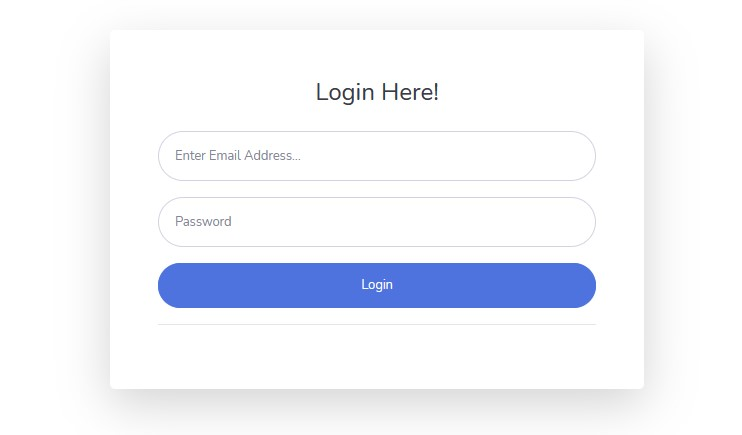 Login Here!
Enter Email Address...
Password
Login